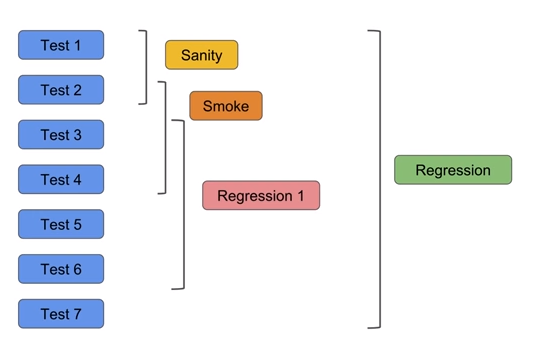 Test 1
Sanity
Test 2
Smoke
Test 3
Regression
Test 4
Regression 1
Test 5
Test 6
Test 7